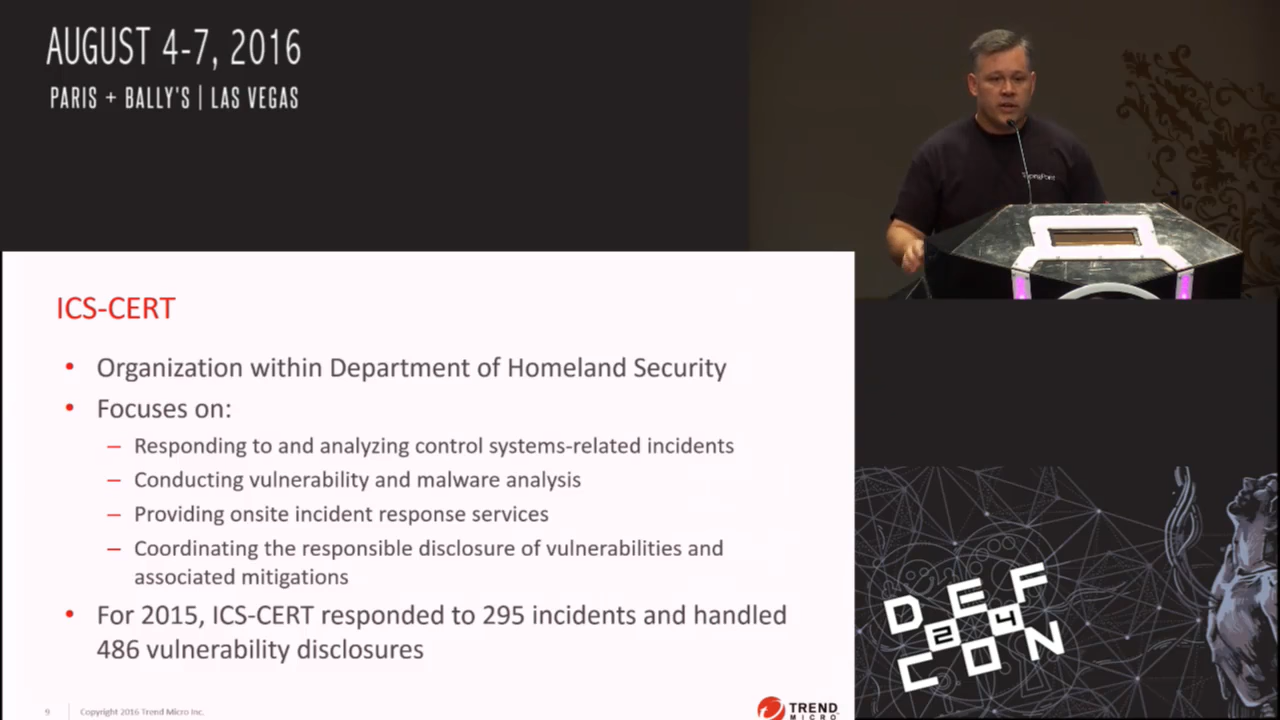 AUGUST 4-7, 2016
PARIS + BALLY'S | LAS VEGAS
TippingPoint
ICS-CERT
• Organization within Department of Homeland Security
• Focuses on:
– Responding to and analyzing control systems-related incidents
– Conducting vulnerability and malware analysis
– Providing onsite incident response services
– Coordinating the responsible disclosure of vulnerabilities and
associated mitigations
• For 2015, ICS-CERT responded to 295 incidents and handled
486 vulnerability disclosures
9
Copyright 2016 Trend Micro Inc.
TREND
MICRO
DEF
24
CON